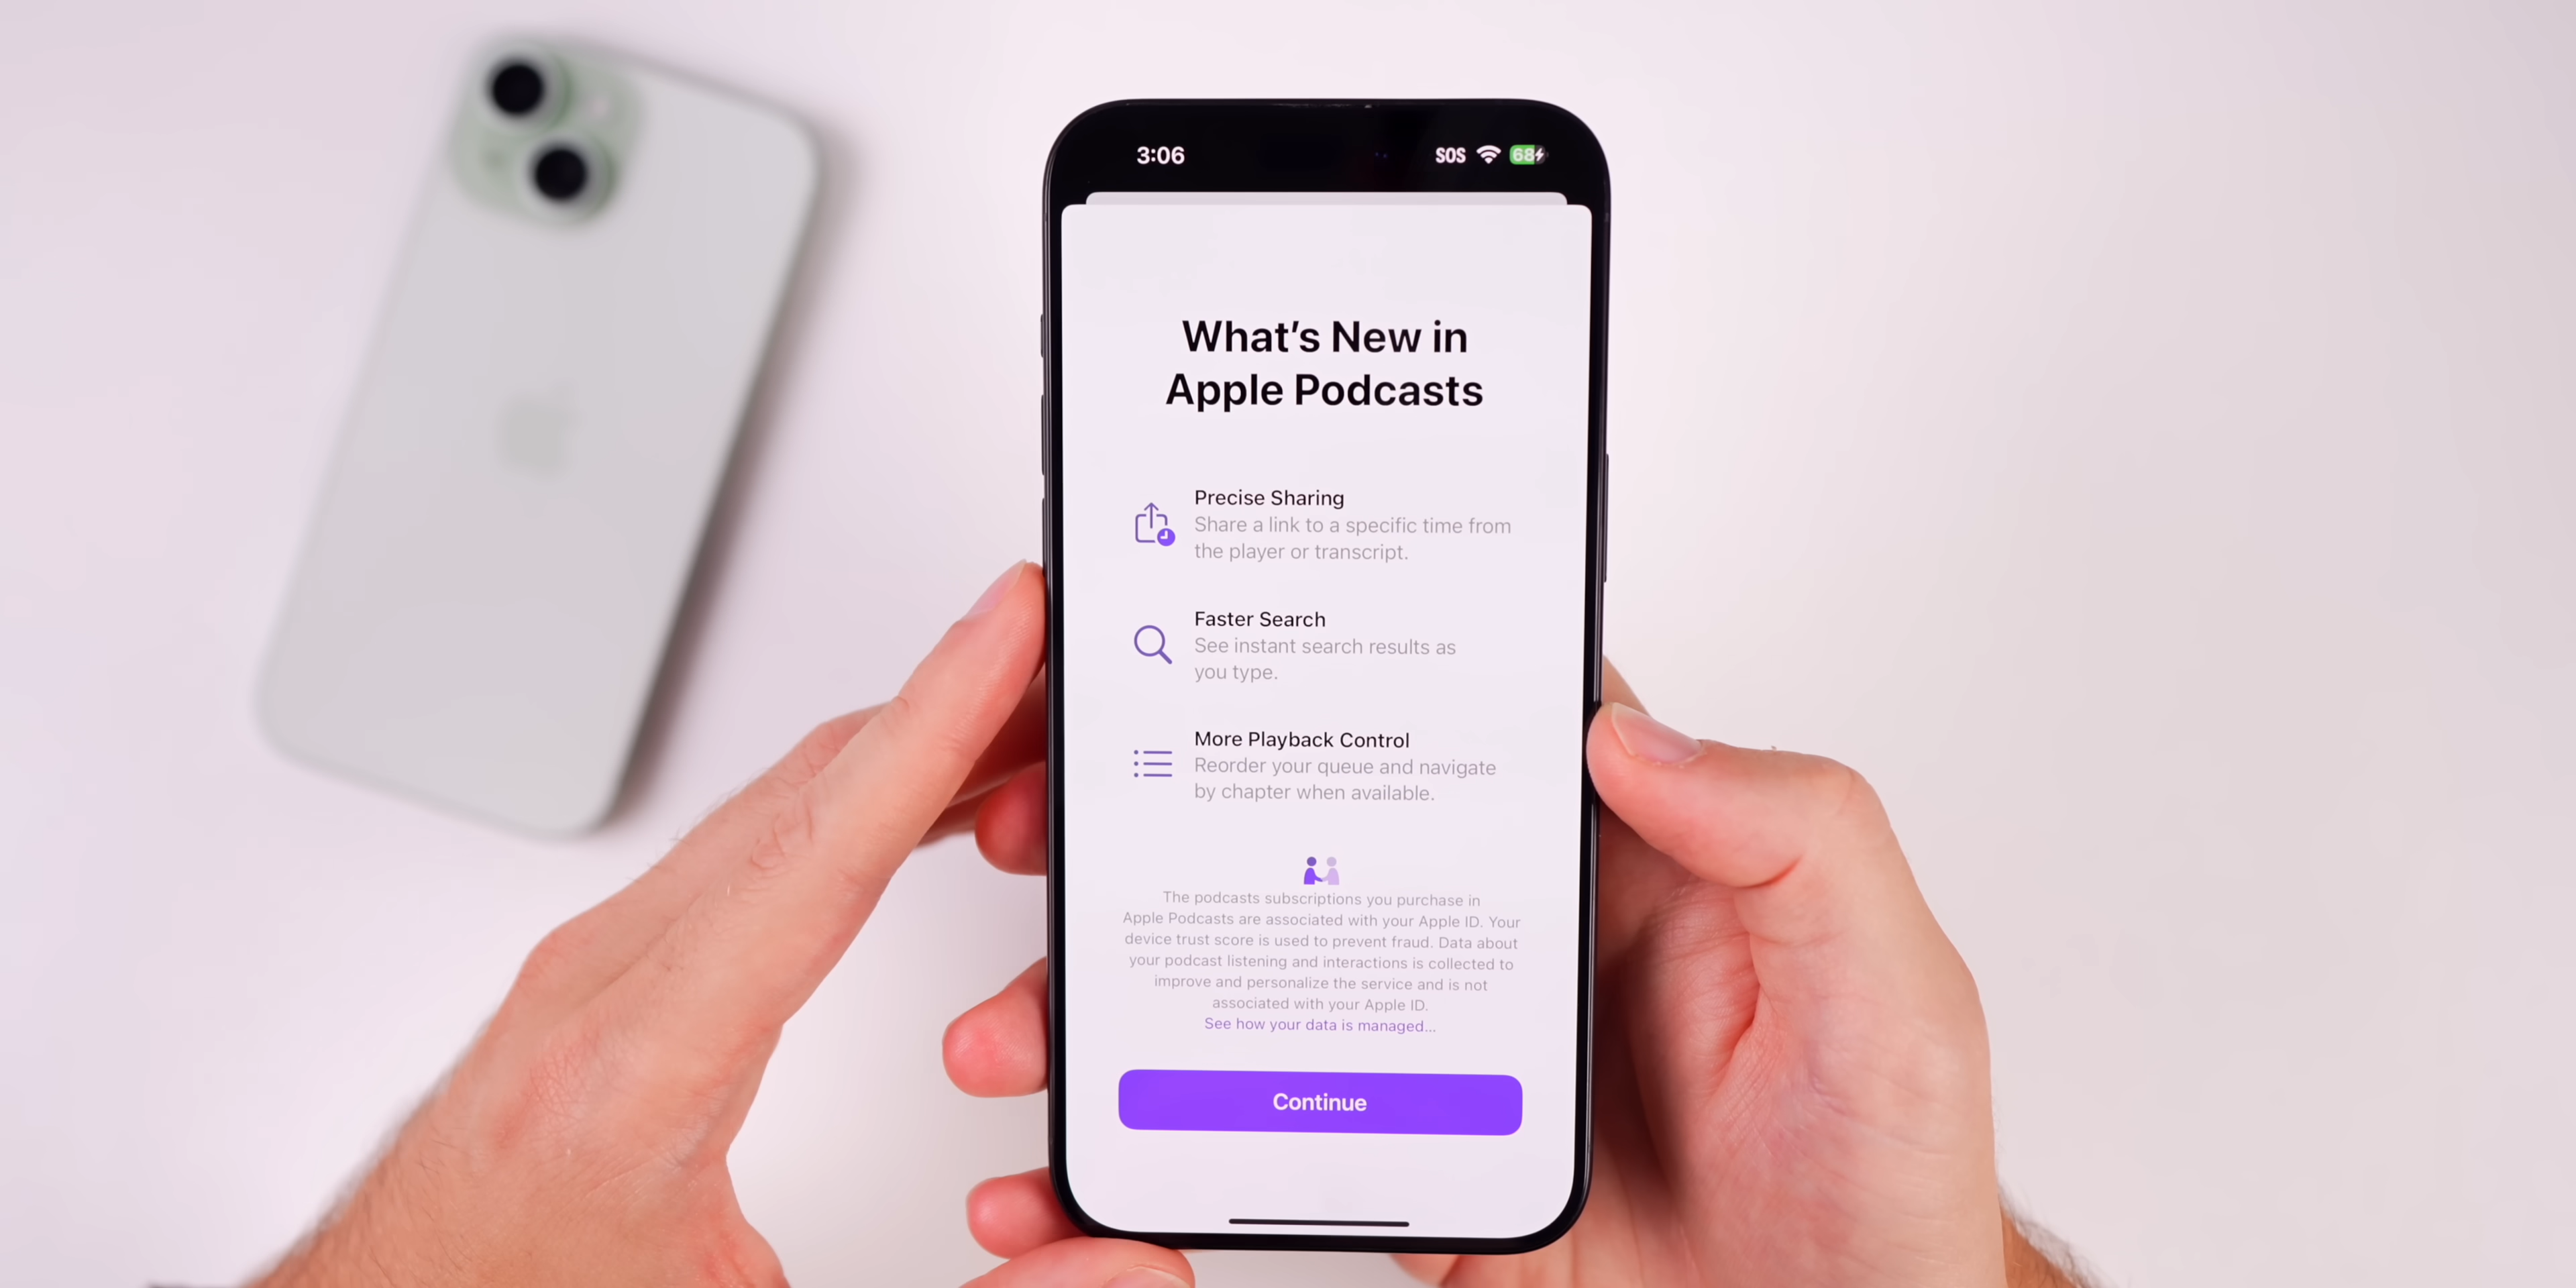 3:06
SOS
68
What's New in
Apple Podcasts
Precise Sharing
Share a link to a specific time from
the player or transcript.
Faster Search
See instant search results as
you type.
More Playback Control
Reorder your queue and navigate
by chapter when available.
The podcasts subscriptions you purchase in
Apple Podcasts are associated with your Apple ID. Your
device trust score is used to prevent fraud. Data about
your podcast listening and interactions is collected to
improve and personalize the service and is not
associated with your Apple ID.
See how your data is managed...
Continue